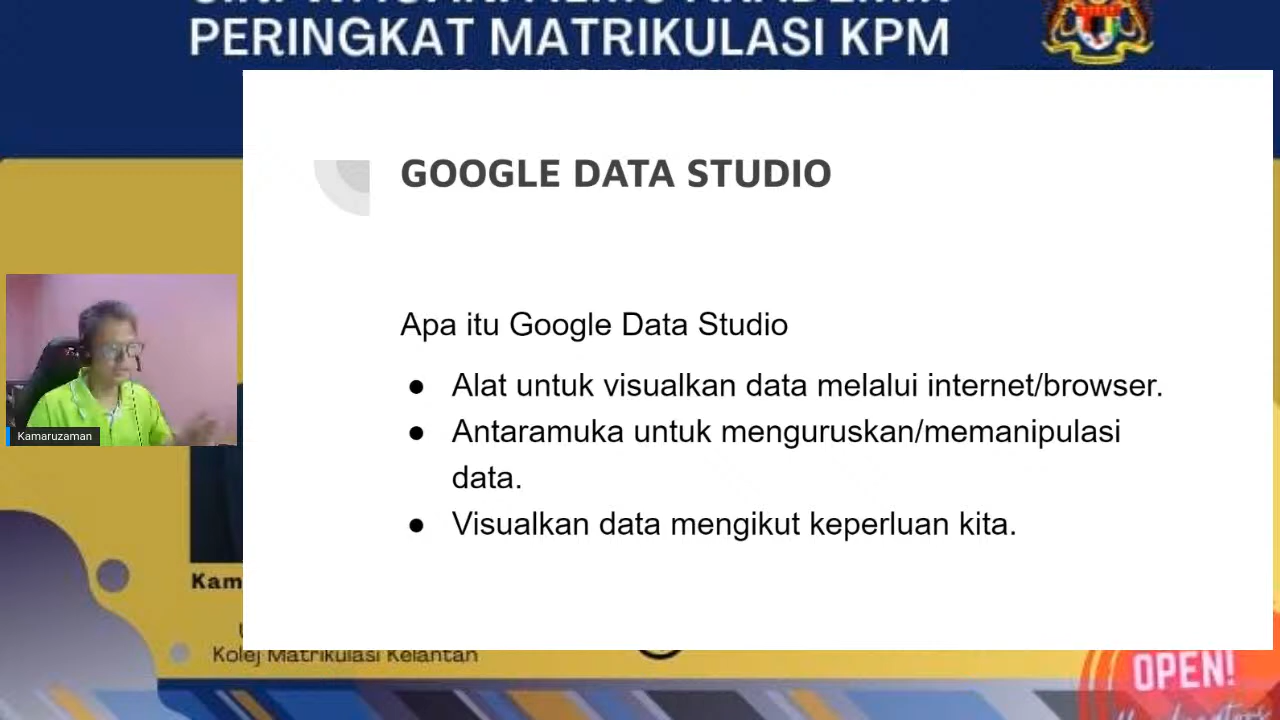 PERINGKAT MATRIKULASI KPM
GOOGLE DATA STUDIO
Apa itu Google Data Studio
● Alat untuk visualkan data melalui internet/browser.
● Antaramuka untuk menguruskan/memanipulasi
data.
● Visualkan data mengikut keperluan kita.
Kamaruzaman
Kam
Kolej Matrikulasi Kelantan
OPEN!